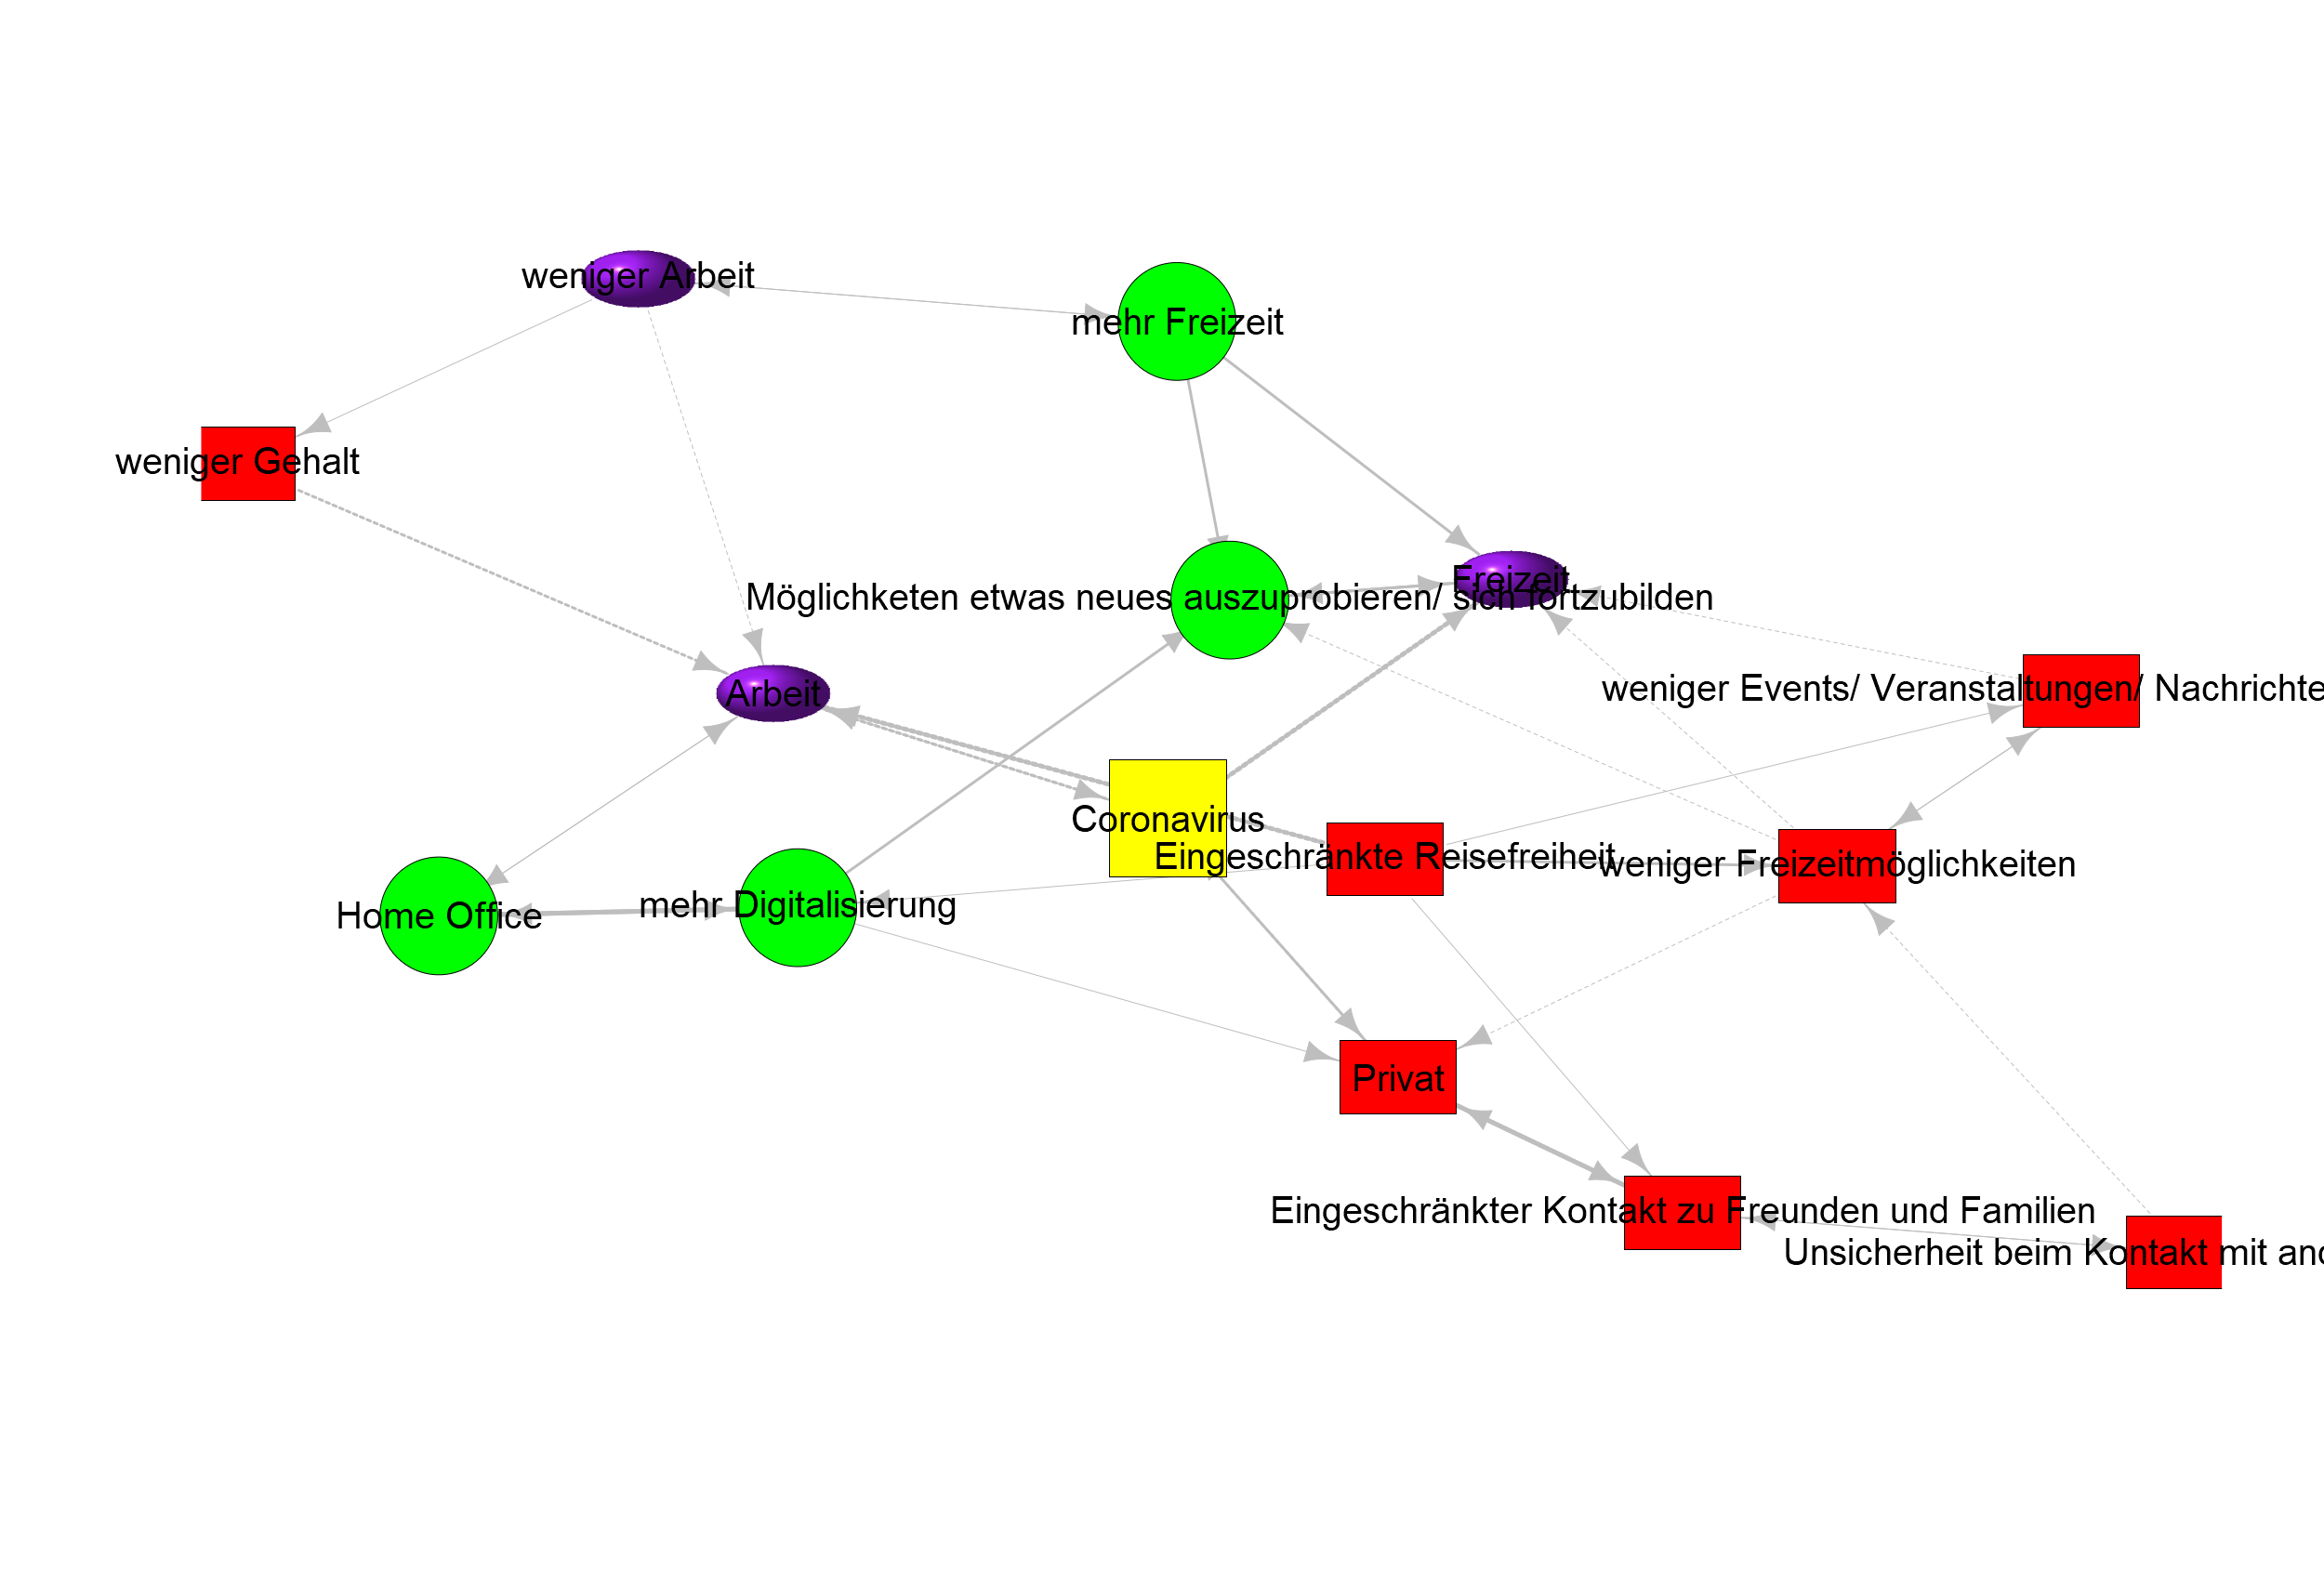 weniger Arbeit
mehr Freizeit
weniger Gehalt
Freizeit
Möglichketen etwas neues auszuprobieren/ sich fortzubilden
Arbeit
weniger Events/ Veranstaltungen/ Nachrichte
Coronavirus
Eingeschränkte Reisefreiheit
weniger Freizeitmöglichkeiten
mehr Digitalisierung
Home Office
Privat
Eingeschränkter Kontakt zu Freunden und Familien
Unsicherheit beim Kontakt mit